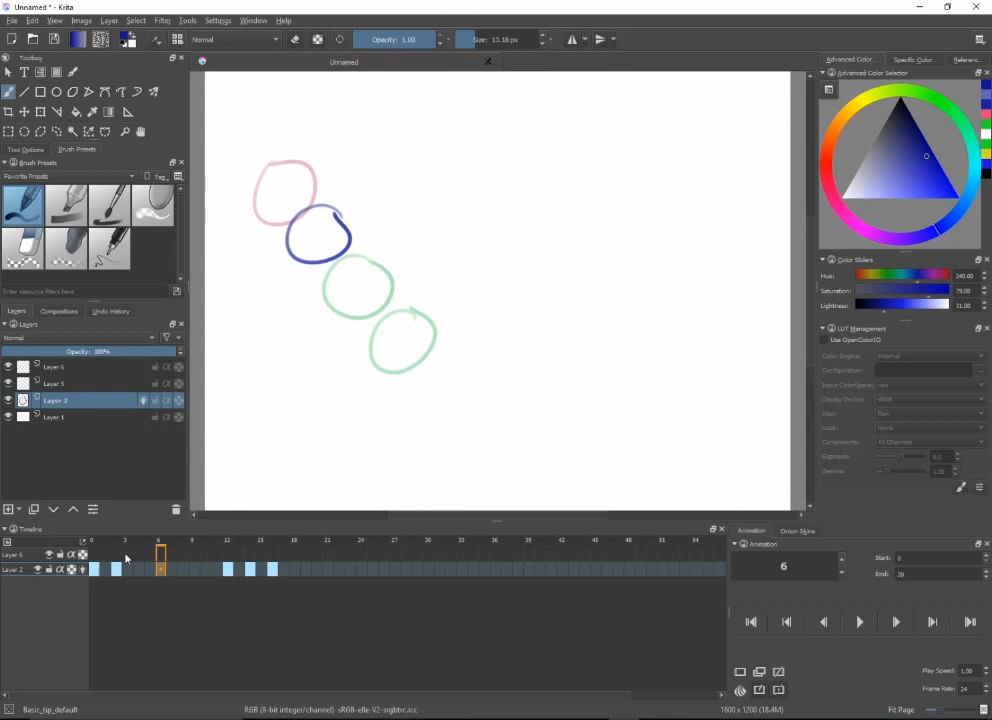 Unnamed * - Krita
File Edit View Image Layer Select Filter Tools Settings Window Help
Normal
Opacity: 1.00
Size: 13.18 px
Toolbox
Unnamed
Advanced Color...
Specific Color...
Referenc...
Advanced Color Selector
Tool Options
Brush Presets
Brush Presets
Favorite Presets
Tag
Enter resource filters here
Layers
Compositions
Undo History
Layers
Normal
Opacity: 100%
Layer 6
Layer 5
Layer 2
Layer 1
Color Sliders
Hue: 240.00
Saturation: 79.00
Lightness: 31.00
LUT Management
Use OpenColorIO
Color Engine: Internal
Configuration:
Input ColorSpace: raw
Display Device: sRGB
View: Raw
Look: None
Components: All Channels
Exposure: 0.0
Gamma: 1.00
Timeline
0 3 6 9 12 15 18 21 24 27 30 33 36 39 42 45 48 51 54
Layer 6
Layer 2
Animation
Onion Skins
Animation
6
Start: 0
End: 20
Play Speed: 1.00
Frame Rate: 24
Basic_tip_default
RGB (8-bit integer/channel) sRGB-elle-V2-srgbtrc.icc
1600 x 1200 (18.4M)
Fit Page